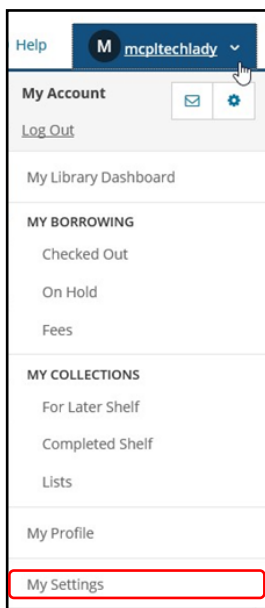 Help
M mcpltechlady
My Account
Log Out
My Library Dashboard
MY BORROWING
Checked Out
On Hold
Fees
MY COLLECTIONS
For Later Shelf
Completed Shelf
Lists
My Profile
My Settings